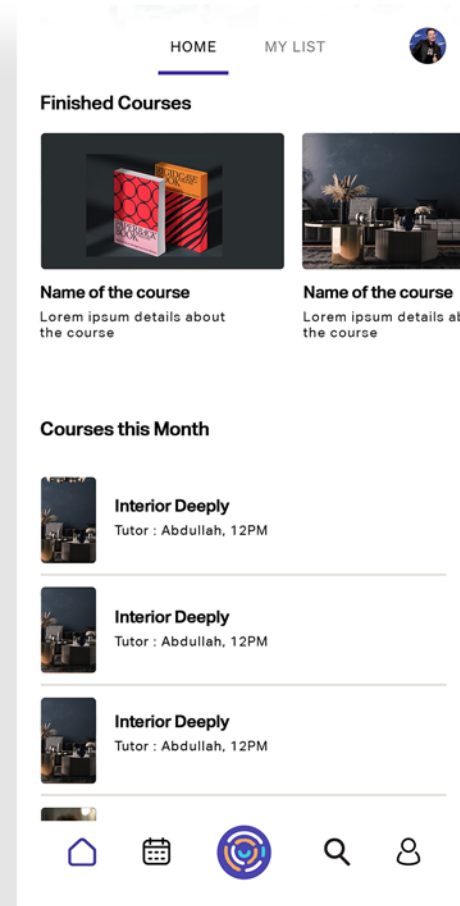 HOME MY LIST
Finished Courses
Name of the course
Lorem ipsum details about
the course
Name of the course
Lorem ipsum details
the course
Courses this Month
Interior Deeply
Tutor : Abdullah, 12PM
Interior Deeply
Tutor : Abdullah, 12PM
Interior Deeply
Tutor : Abdullah, 12PM